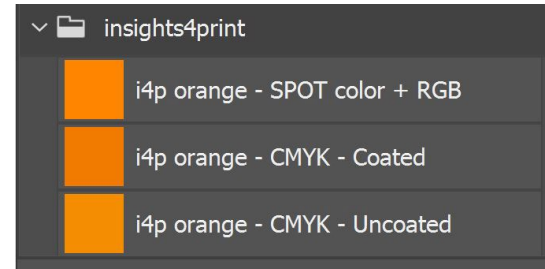 insights4print
i4p orange - SPOT color + RGB
i4p orange - CMYK - Coated
i4p orange - CMYK - Uncoated